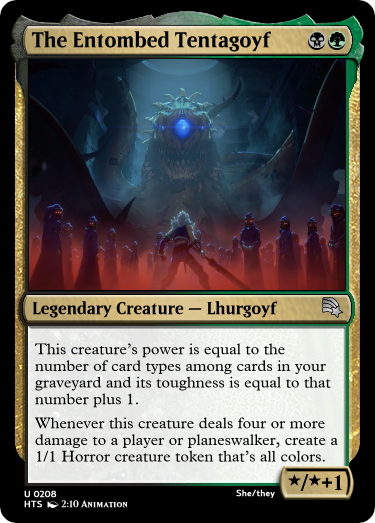 The Entombed Tentagoyf
Legendary Creature — Lhurgoyf
This creature's power is equal to the
number of card types among cards in your
graveyard and its toughness is equal to that
number plus 1.
Whenever this creature deals four or more
damage to a player or planeswalker, create a
1/1 Horror creature token that's all colors.
★/★+1
U 0208
She/they
HTS 2:10 Animation